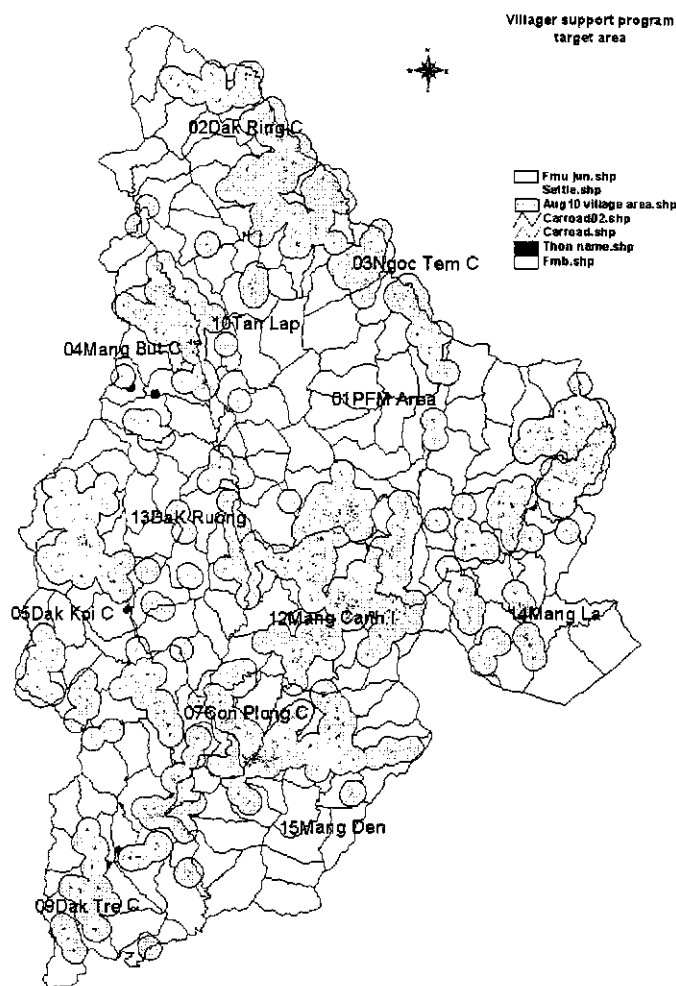 Villager support program
target area
Fmu jun.shp
Settle.shp
Aug10 village area.shp
Carroad02.shp
Carroad.shp
Thon name.shp
Fmb.shp
02Dak Ring C
03Ngoc Tem C
10Tan Lap
04Mang But C
01PFM Area
13Dak Ruong
05Dak Koi C
12Mang Canh I
14Mang La
07Con Plong C
15Mang Den
09Dak Tre C